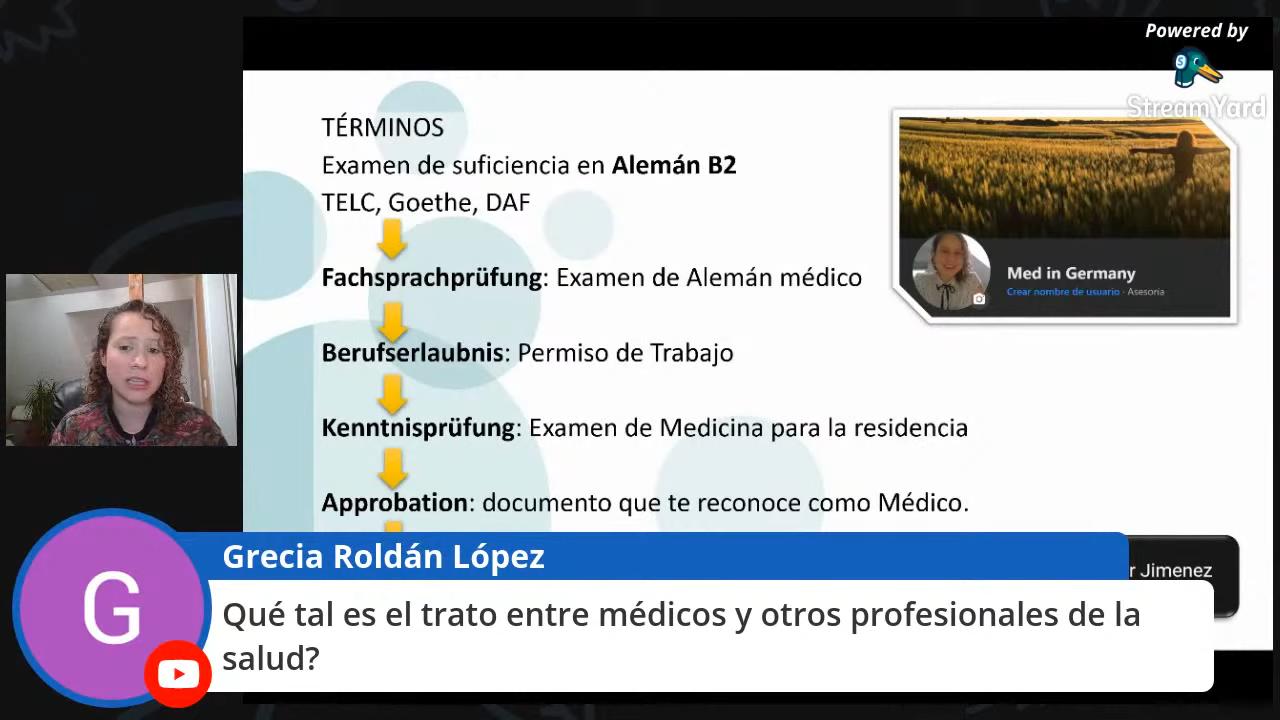 Powered by
StreamYard
TÉRMINOS
Examen de suficiencia en Alemán B2
TELC, Goethe, DAF
Fachsprachprüfung: Examen de Alemán médico
Berufserlaubnis: Permiso de Trabajo
Kenntnisprüfung: Examen de Medicina para la residencia
Approbation: documento que te reconoce como Médico.
Med in Germany
Crear nombre de usuario · Asesoría
r Jimenez
G
Grecia Roldán López
Qué tal es el trato entre médicos y otros profesionales de la
salud?